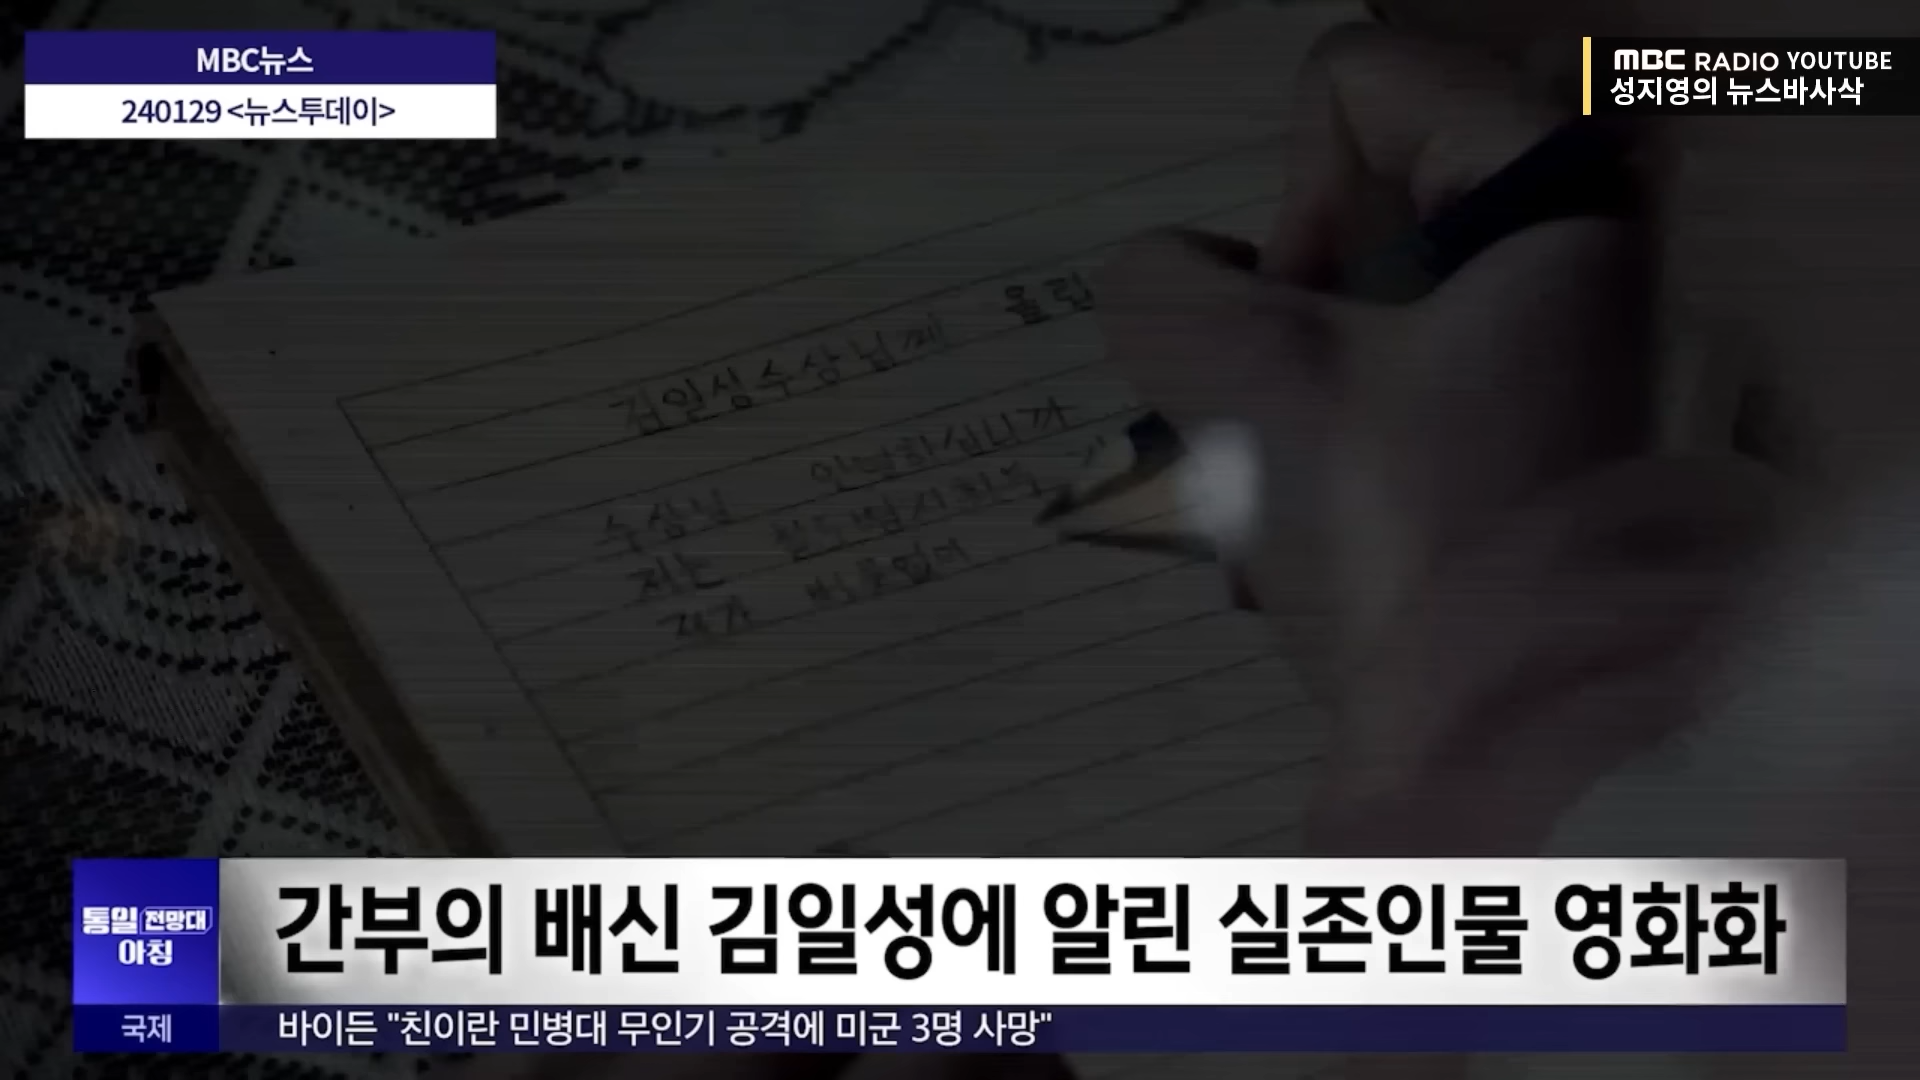 MBC뉴스
240129 <뉴스투데이>
MBC RADIO YOUTUBE
성지영의 뉴스바사삭
김일성수상님께 올린
수상님 안녕하십니까
저는
제가
통일전망대
아침
간부의 배신 김일성에 알린 실존인물 영화화
국제
바이든 "친이란 민병대 무인기 공격에 미군 3명 사망"